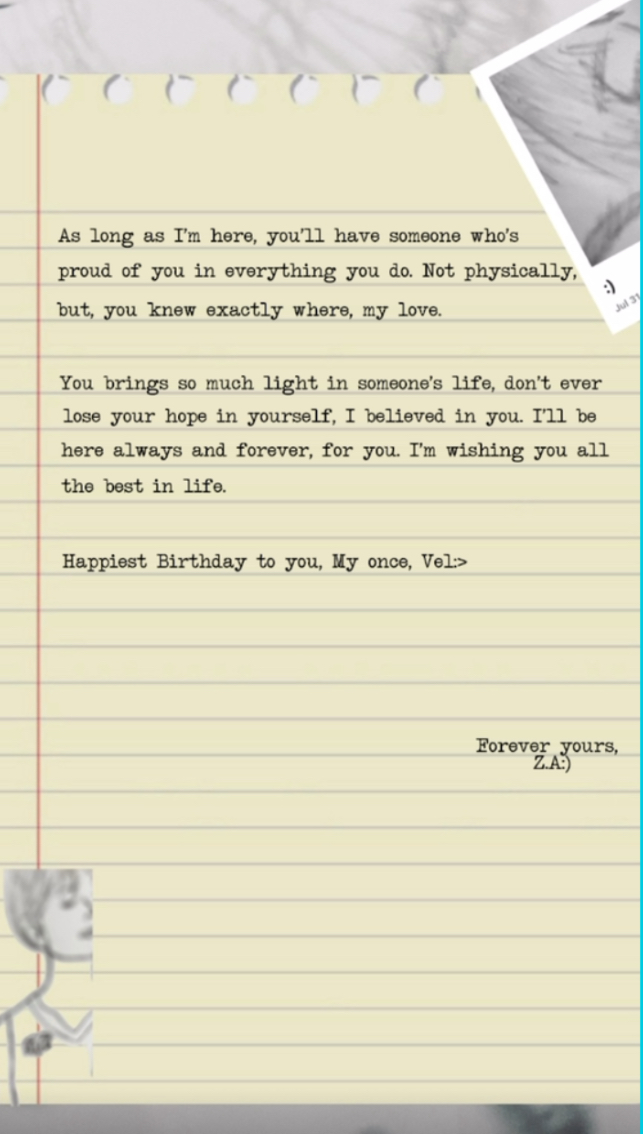 :)
Jul 31
As long as I'm here, you'll have someone who's
proud of you in everything you do. Not physically,
but, you knew exactly where, my love.
You brings so much light in someone's life, don't ever
lose your hope in yourself, I believed in you. I'll be
here always and forever, for you. I'm wishing you all
the best in life.
Happiest Birthday to you, My once, Vel:>
Forever yours,
Z.A:)